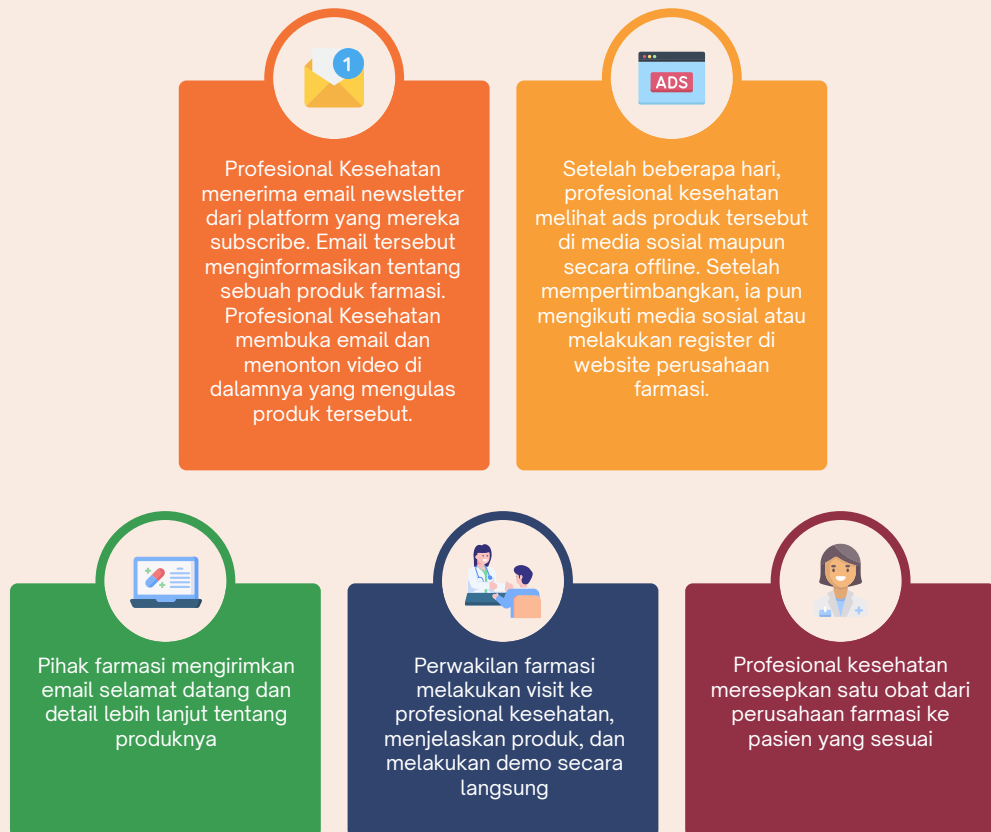 1
Profesional Kesehatan
menerima email newsletter
dari platform yang mereka
subscribe. Email tersebut
menginformasikan tentang
sebuah produk farmasi.
Profesional Kesehatan
membuka email dan
menonton video di
dalamnya yang mengulas
produk tersebut.
ADS
Setelah beberapa hari,
profesional kesehatan
melihat ads produk tersebut
di media sosial maupun
secara offline. Setelah
mempertimbangkan, ia pun
mengikuti media sosial atau
melakukan register di
website perusahaan
farmasi.
Pihak farmasi mengirimkan
email selamat datang dan
detail lebih lanjut tentang
produknya
Perwakilan farmasi
melakukan visit ke
profesional kesehatan,
menjelaskan produk, dan
melakukan demo secara
langsung
Profesional kesehatan
meresepkan satu obat dari
perusahaan farmasi ke
pasien yang sesuai